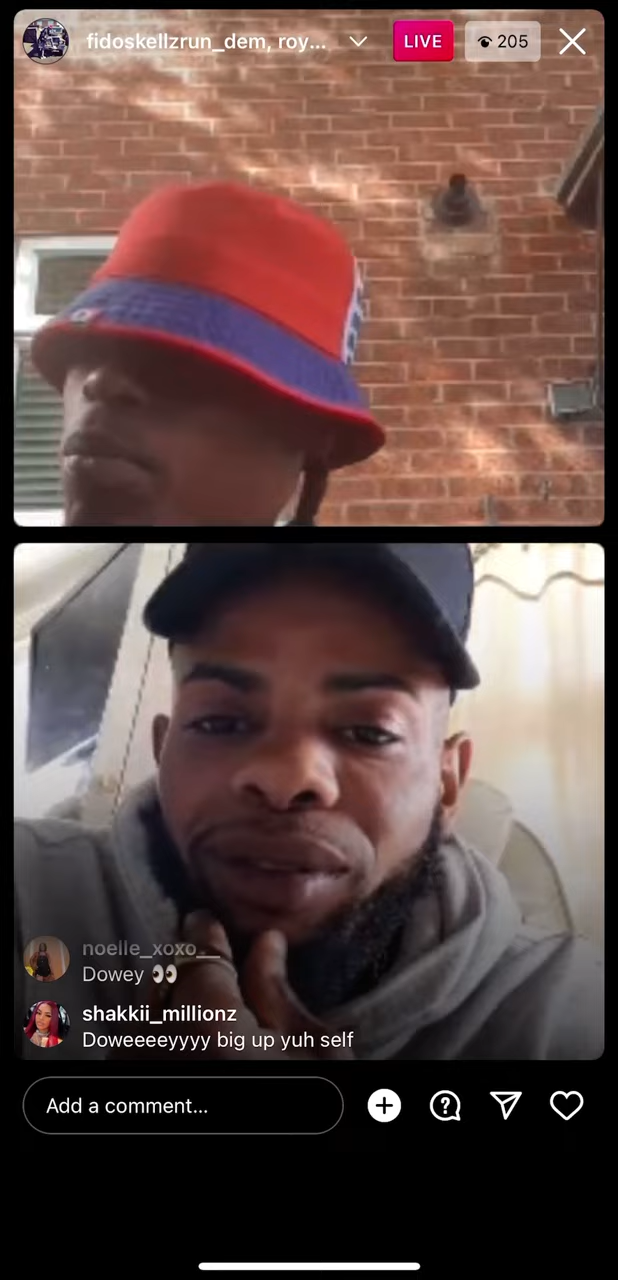 fidoskellzrun_dem, roy...
LIVE
205
noelle_xoxo__
Dowey 👀
shakkii_millionz
Doweeeeyyyy big up yuh self
Add a comment...